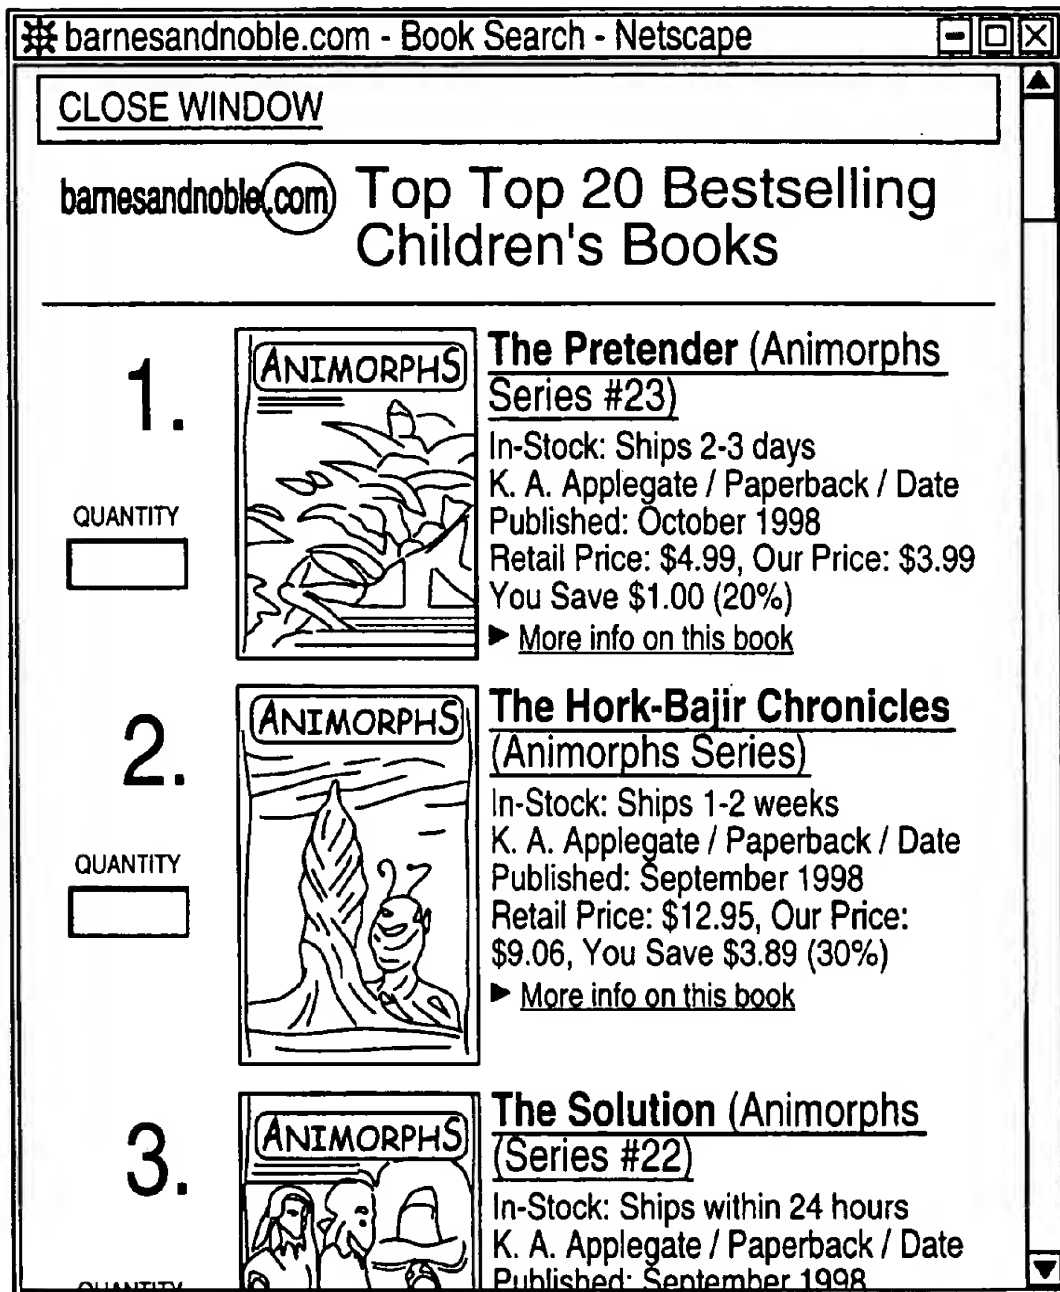 barnesandnoble.com - Book Search - Netscape
CLOSE WINDOW
barnesandnoble.com
Top Top 20 Bestselling
Children's Books
1.
QUANTITY
ANIMORPHS
The Pretender (Animorphs
Series #23)
In-Stock: Ships 2-3 days
K. A. Applegate / Paperback / Date
Published: October 1998
Retail Price: $4.99, Our Price: $3.99
You Save $1.00 (20%)
► More info on this book
2.
QUANTITY
ANIMORPHS
The Hork-Bajir Chronicles
(Animorphs Series)
In-Stock: Ships 1-2 weeks
K. A. Applegate / Paperback / Date
Published: September 1998
Retail Price: $12.95, Our Price:
$9.06, You Save $3.89 (30%)
► More info on this book
3.
QUANTITY
ANIMORPHS
The Solution (Animorphs
(Series #22)
In-Stock: Ships within 24 hours
K. A. Applegate / Paperback / Date
Published: September 1998